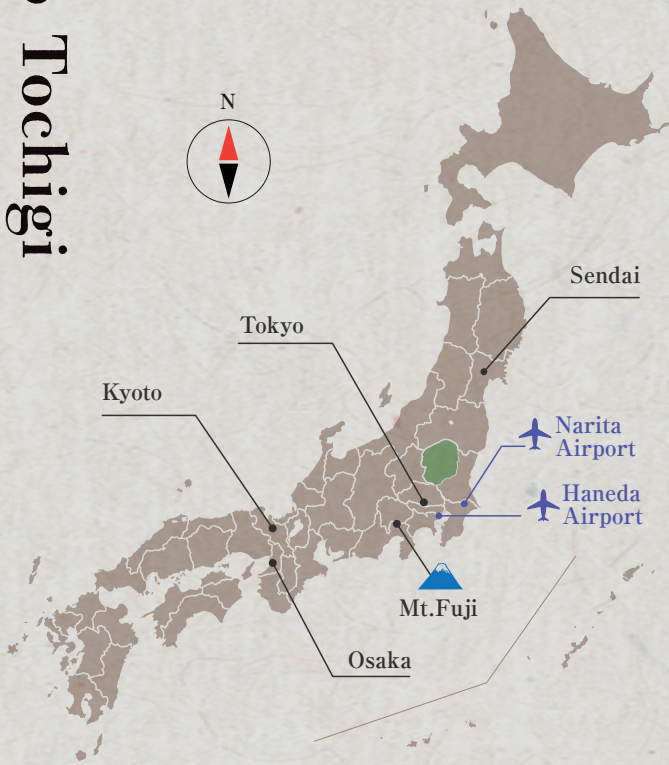 Tochigi
N
Sendai
Tokyo
Kyoto
Narita
Airport
Haneda
Airport
Mt.Fuji
Osaka